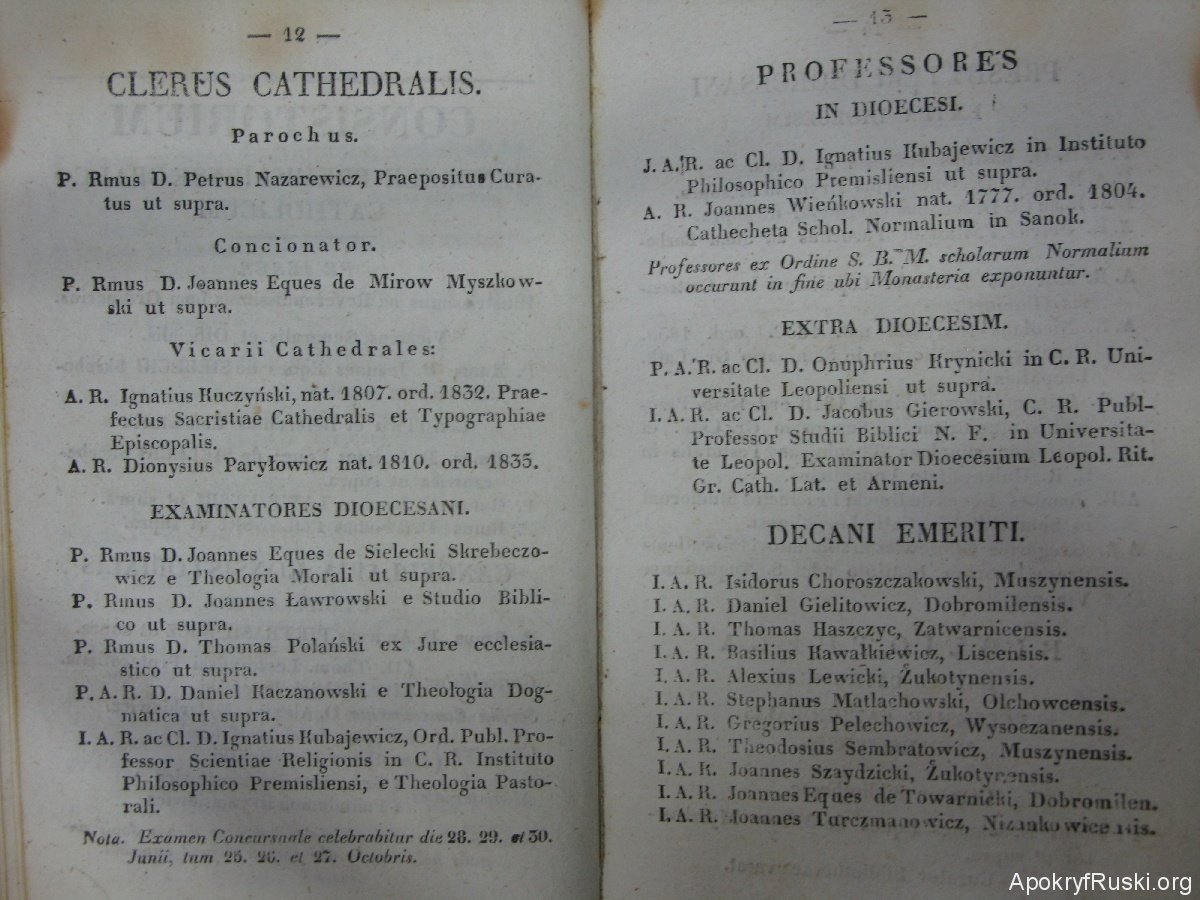 — 12 —
CLERUS CATHEDRALIS.
Parochus.
P. Rmus D. Petrus Nazarewicz, Praepositus Cura-
tus ut supra.
Concionator.
P. Rmus D. Joannes Eques de Mirow Myszkow-
ski ut supra.
Vicarii Cathedrales:
A. R. Ignatius Kuczyński, nat. 1807. ord. 1832. Prae-
fectus Sacristiae Cathedralis et Typographiae
Episcopalis.
A. R. Dionysius Paryłowicz nat. 1810. ord. 1835.
EXAMINATORES DIOECESANI.
P. Rmus D. Joannes Eques de Sielecki Skrebeczo-
wicz e Theologia Morali ut supra.
P. Rmus D. Joannes Ławrowski e Studio Bibli-
co ut supra.
P. Rmus D. Thomas Polański ex Jure ecclesia-
stico ut supra.
P. A. R. D. Daniel Kaczanowski e Theologia Dog-
matica ut supra.
I. A. R. ac Cl. D. Ignatius Kubajewicz, Ord. Publ. Pro-
fessor Scientiae Religionis in C. R. Instituto
Philosophico Premisliensi, e Theologia Pasto-
rali.
Nota. Examen Concursuale celebrabitur die 28. 29. et 30.
Junii, tum 25. 26. et 27. Octobris.
— 13 —
PROFESSORES
IN DIOECESI.
J. A. R. ac Cl. D. Ignatius Kubajewicz in Instituto
Philosophico Premisliensi ut supra.
A. R. Joannes Wieńkowski nat. 1777. ord. 1804.
Cathecheta Schol. Normalium in Sanok.
Professores ex Ordine S. B. M. scholarum Normalium
occurunt in fine ubi Monasteria exponuntur.
EXTRA DIOECESIM.
P. A. R. ac Cl. D. Onuphrius Krynicki in C. R. Uni-
versitate Leopoliensi ut supra.
I. A. R. ac Cl. D. Jacobus Gierowski, C. R. Publ-
Professor Studii Biblici N. F. in Universita-
te Leopol. Examinator Dioecesium Leopol. Rit.
Gr. Cath. Lat. et Armeni.
DECANI EMERITI.
I. A. R. Isidorus Choroszczakowski, Muszynensis.
I. A. R. Daniel Gielitowicz, Dobromilensis.
I. A. R. Thomas Haszczyc, Zatwarnicensis.
I. A. R. Basilius Kawałkiewicz, Liscensis.
I. A. R. Alexius Lewicki, Żukotynensis.
I. A. R. Stephanus Matlachowski, Olchowcensis.
I. A. R. Gregorius Pelechowicz, Wysoczanensis.
I. A. R. Theodosius Sembratowicz, Muszynensis.
I. A. R. Joannes Szaydzicki, Żukotynensis.
I. A. R. Joannes Eques de Towarnicki, Dobromilen.
I. A. R. Joannes Turczmanowicz, Nizankowicensis.
ApokryfRuski.org